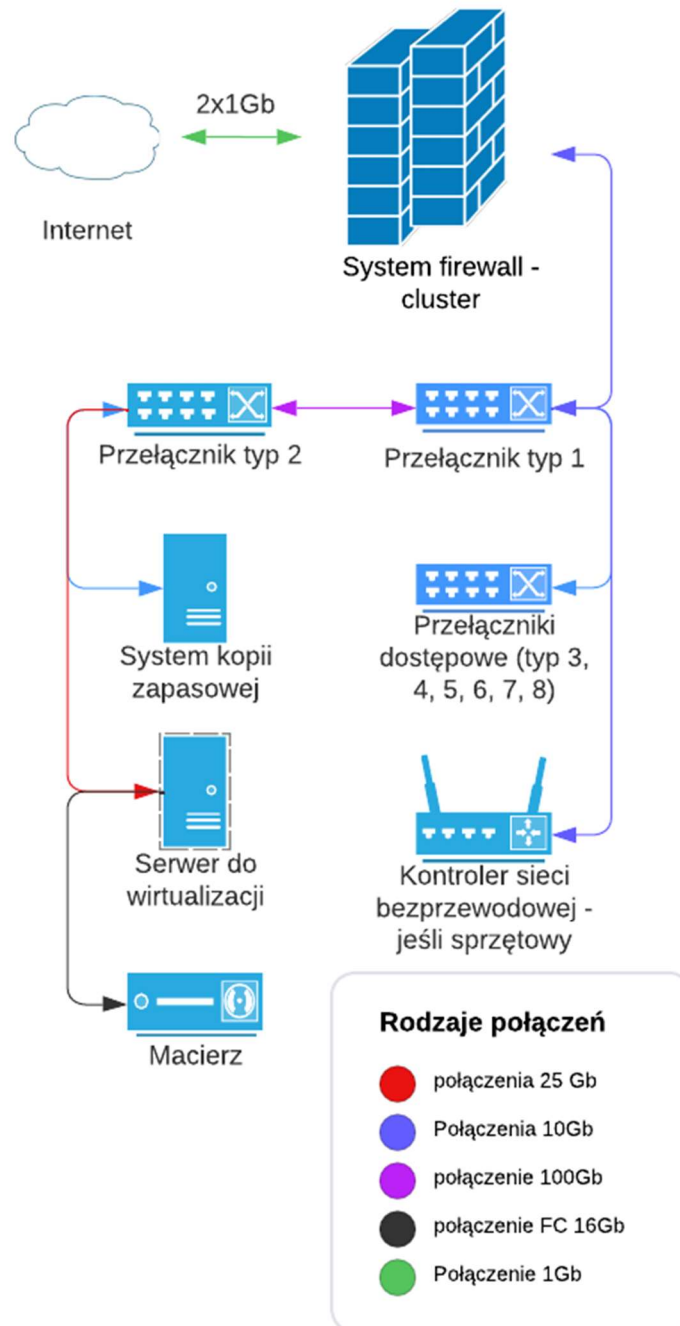 2x1Gb
Internet
System firewall -
cluster
Przełącznik typ 2
Przełącznik typ 1
System kopii
zapasowej
Przełączniki
dostępowe (typ 3,
4, 5, 6, 7, 8)
Serwer do
wirtualizacji
Kontroler sieci
bezprzewodowej -
jeśli sprzętowy
Macierz
Rodzaje połączeń
połączenia 25 Gb
Połączenia 10Gb
połączenie 100Gb
połączenie FC 16Gb
Połączenie 1Gb